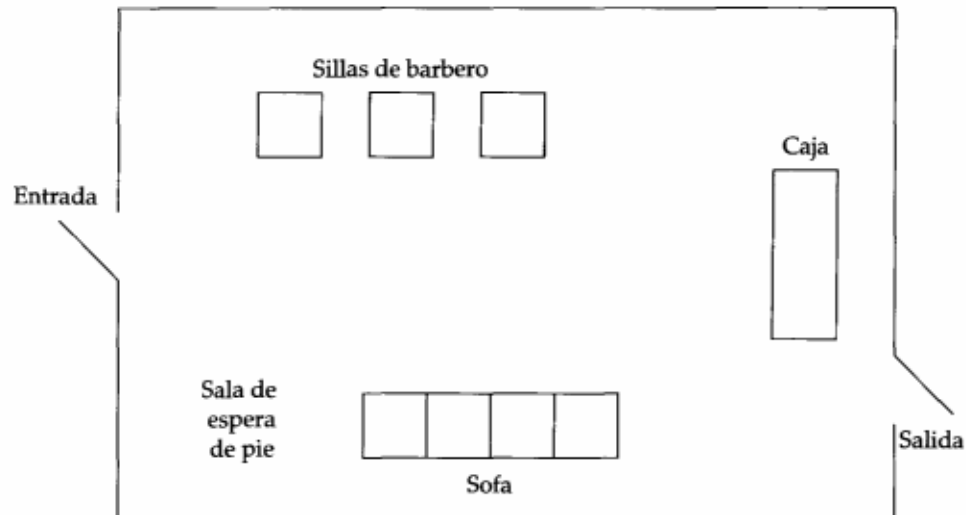 Sillas de barbero
Caja
Entrada
Sala de
espera
de pie
Sofa
Salida